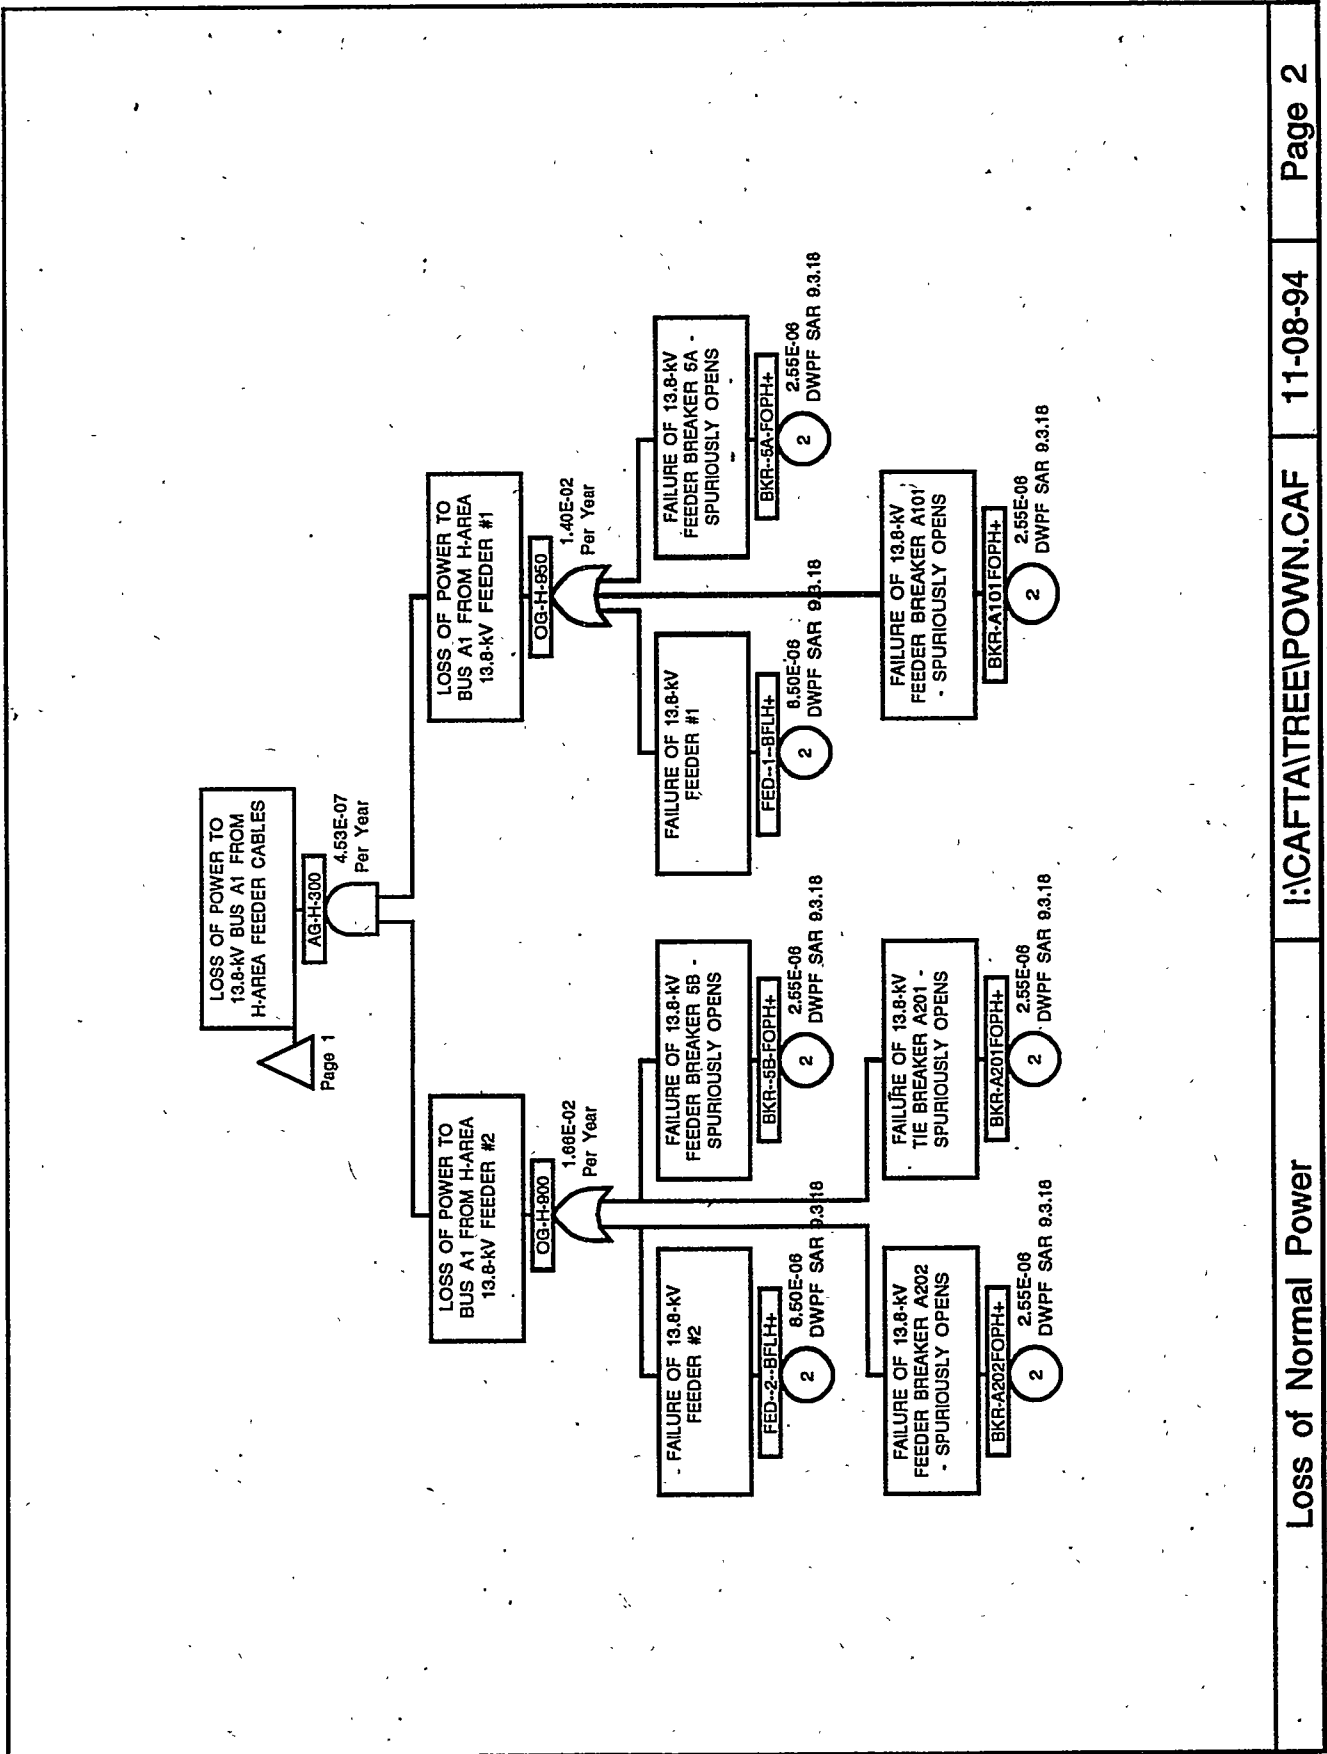 LOSS OF POWER TO
13.8-kV BUS A1 FROM
H-AREA FEEDER CABLES
Page 1
AG-H-300
4.53E-07
Per Year
LOSS OF POWER TO
BUS A1 FROM H-AREA
13.8-kV FEEDER #2
OG-H-900
1.66E-02
Per Year
LOSS OF POWER TO
BUS A1 FROM H-AREA
13.8-kV FEEDER #1
OG-H-950
1.40E-02
Per Year
- FAILURE OF 13.8-kV
FEEDER #2
FED--2--BFLH+
2
8.50E-06
DWPF SAR 9.3.18
FAILURE OF 13.8-kV
FEEDER BREAKER 5B -
SPURIOUSLY OPENS
BKR--5B-FOPH+
2
2.55E-06
DWPF SAR 9.3.18
FAILURE OF 13.8-kV
FEEDER #1
FED--1--BFLH+
2
8.50E-06
DWPF SAR 9.3.18
FAILURE OF 13.8-kV
FEEDER BREAKER 5A -
SPURIOUSLY OPENS
BKR--5A-FOPH+
2
2.55E-06
DWPF SAR 9.3.18
FAILURE OF 13.8-kV
FEEDER BREAKER A202
- SPURIOUSLY OPENS
BKR-A202FOPH+
2
2.55E-06
DWPF SAR 9.3.18
FAILURE OF 13.8-kV
TIE BREAKER A201 -
SPURIOUSLY OPENS
BKR-A201FOPH+
2
2.55E-06
DWPF SAR 9.3.18
FAILURE OF 13.8-kV
FEEDER BREAKER A101
- SPURIOUSLY OPENS
BKR-A101FOPH+
2
2.55E-06
DWPF SAR 9.3.18
Loss of Normal Power
I:\CAFTA\TREE\POWN.CAF
11-08-94
Page 2